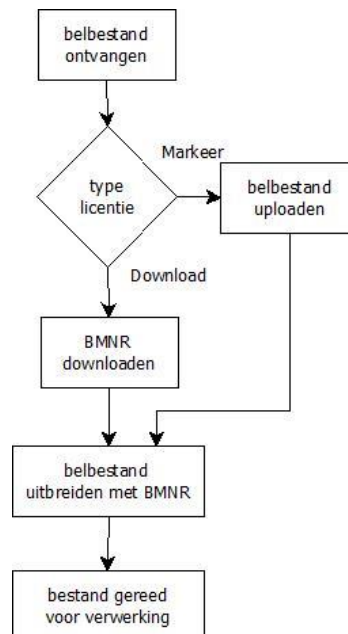 belbestand
ontvangen
Markeer
type
licentie
belbestand
uploaden
Download
BMNR
downloaden
belbestand
uitbreiden met BMNR
bestand gereed
voor verwerking